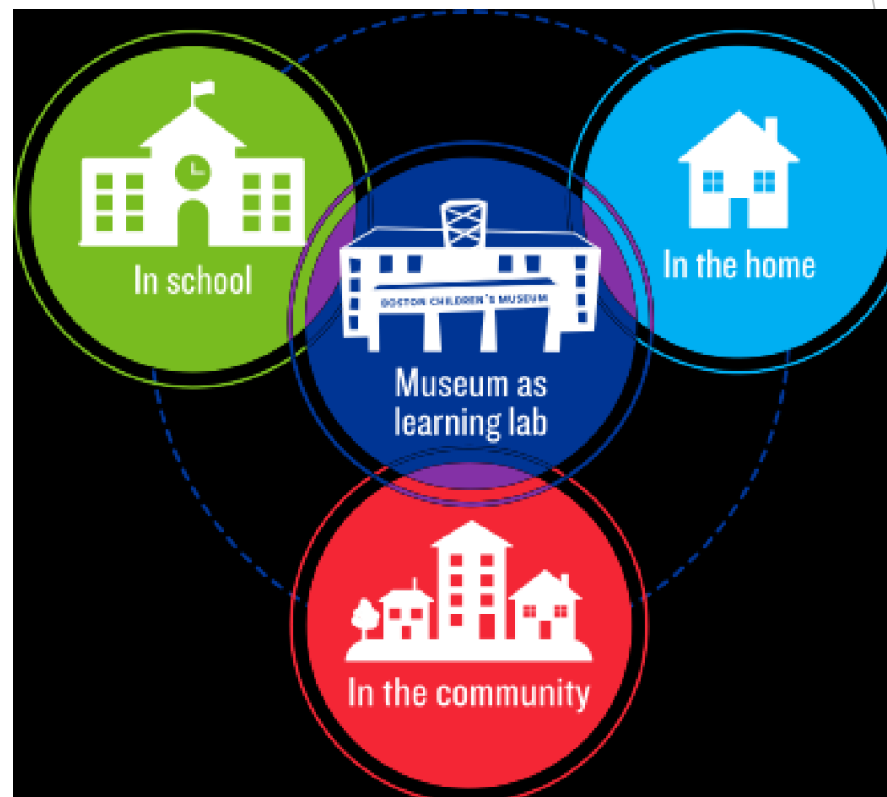 In school
In the home
BOSTON CHILDREN'S MUSEUM
Museum as
learning lab
In the community